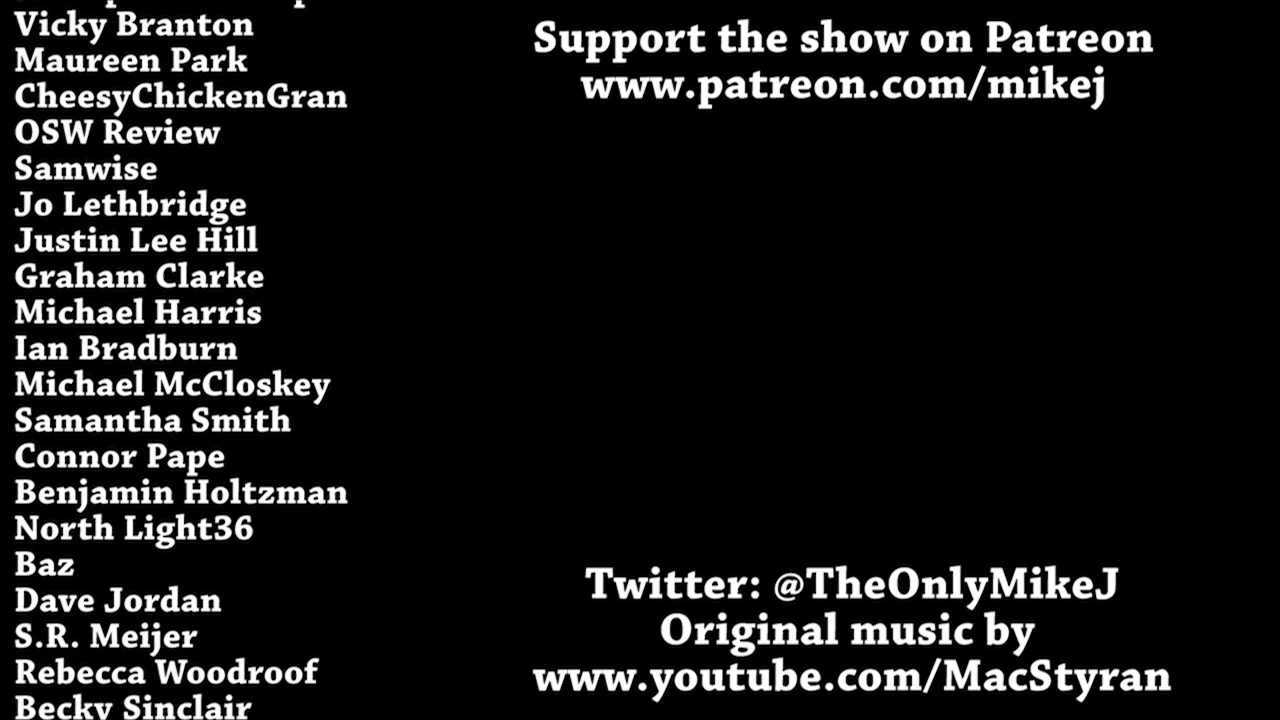 Vicky Branton
Maureen Park
CheesyChickenGran
OSW Review
Samwise
Jo Lethbridge
Justin Lee Hill
Graham Clarke
Michael Harris
Ian Bradburn
Michael McCloskey
Samantha Smith
Connor Pape
Benjamin Holtzman
North Light36
Baz
Dave Jordan
S.R. Meijer
Rebecca Woodroof
Becky Sinclair
Support the show on Patreon
www.patreon.com/mikej
Twitter: @TheOnlyMikeJ
Original music by
www.youtube.com/MacStyran